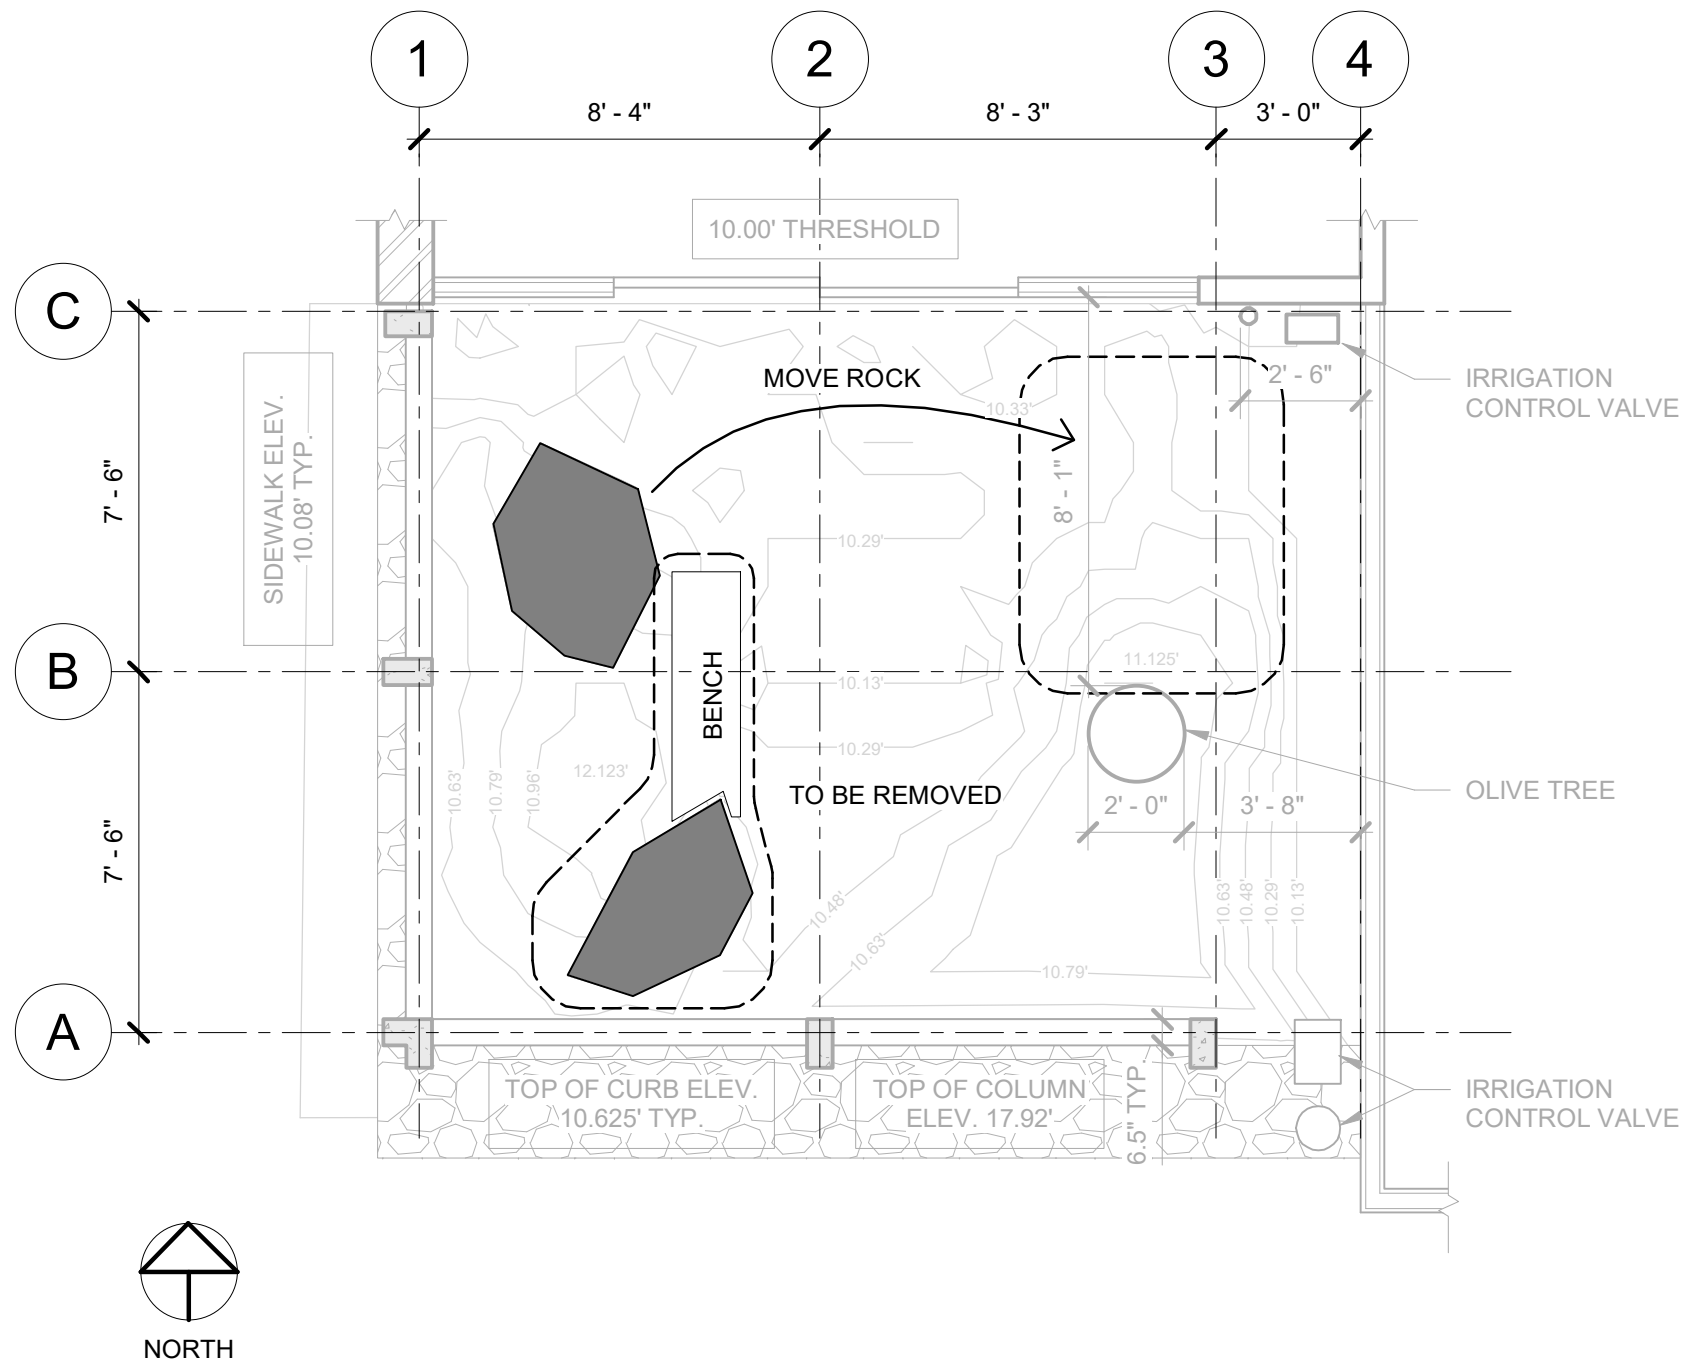 1
2
3
4
8' - 4"
8' - 3"
3' - 0"
10.00' THRESHOLD
C
MOVE ROCK
2' - 6"
IRRIGATION
CONTROL VALVE
10.33'
SIDEWALK ELEV.
10.08' TYP.
7' - 6"
8' - 1"
10.29'
B
BENCH
11.125'
10.13'
10.29'
12.123'
10.63'
10.79'
10.96'
TO BE REMOVED
OLIVE TREE
2' - 0"
3' - 8"
7' - 6"
10.48'
10.63'
10.63'
10.48'
10.29'
10.13'
10.79'
A
TOP OF CURB ELEV.
10.625' TYP.
TOP OF COLUMN
ELEV. 17.92'
6.5" TYP.
IRRIGATION
CONTROL VALVE
NORTH